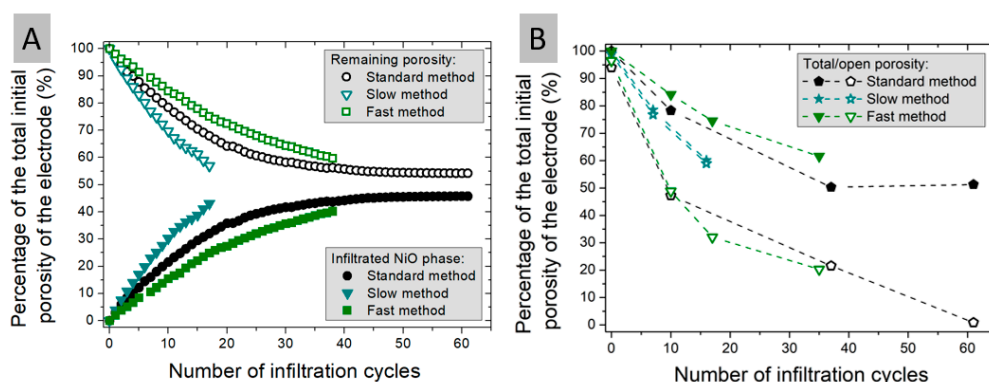 A
Percentage of the total initial
porosity of the electrode (%)
100
90
80
70
60
50
40
30
20
10
0
Remaining porosity:
Standard method
Slow method
Fast method
Infiltrated NiO phase:
Standard method
Slow method
Fast method
0 10 20 30 40 50 60
Number of infiltration cycles
B
Percentage of the total initial
porosity of the electrode (%)
100
90
80
70
60
50
40
30
20
10
0
Total/open porosity:
Standard method
Slow method
Fast method
0 10 20 30 40 50 60
Number of infiltration cycles